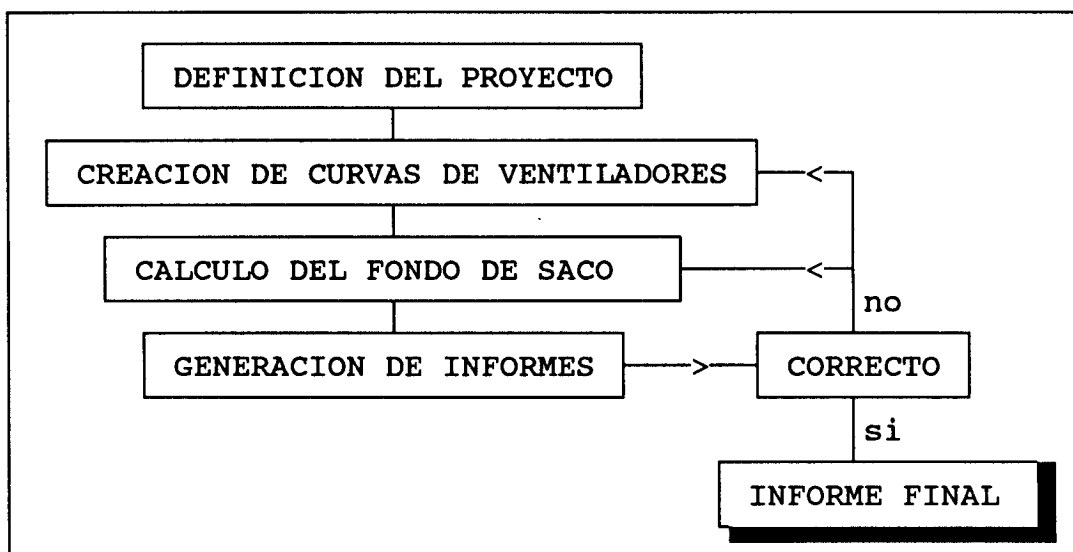 DEFINICION DEL PROYECTO
CREACION DE CURVAS DE VENTILADORES
CALCULO DEL FONDO DE SACO
no
GENERACION DE INFORMES
CORRECTO
si
INFORME FINAL